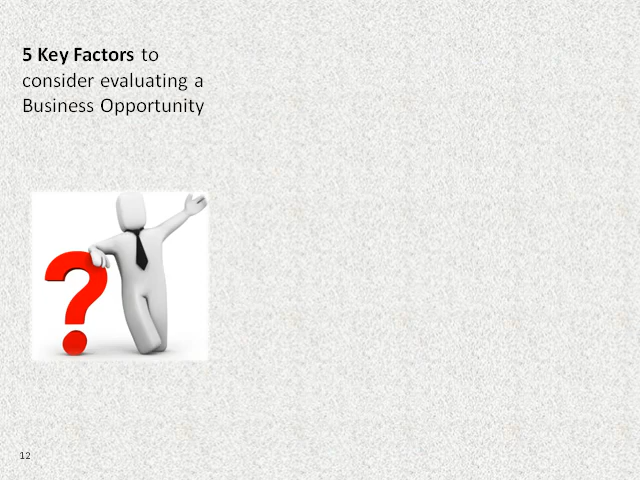 5 Key Factors to
consider evaluating a
Business Opportunity
?
12